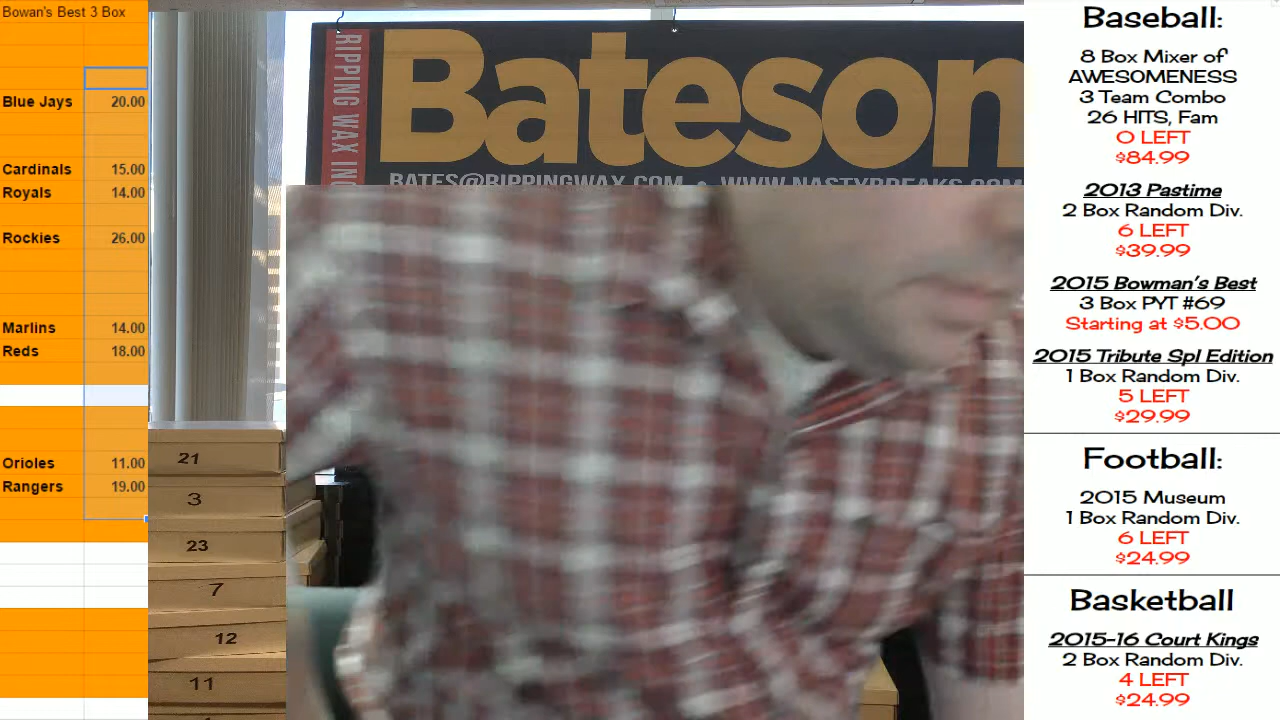 Bowan's Best 3 Box
Blue Jays 20.00
Cardinals 15.00
Royals 14.00
Rockies 26.00
Marlins 14.00
Reds 18.00
Orioles 11.00
Rangers 19.00
RIPPING WAX INC
Bateson
BATES@RIPPINGWAX.COM • WWW.NASTYBREAKS.COM
21
3
23
7
12
11
Baseball:
8 Box Mixer of
AWESOMENESS
3 Team Combo
26 HITS, Fam
0 LEFT
$84.99
2013 Pastime
2 Box Random Div.
6 LEFT
$39.99
2015 Bowman's Best
3 Box PYT #69
Starting at $5.00
2015 Tribute Spl Edition
1 Box Random Div.
5 LEFT
$29.99
Football:
2015 Museum
1 Box Random Div.
6 LEFT
$24.99
Basketball
2015-16 Court Kings
2 Box Random Div.
4 LEFT
$24.99